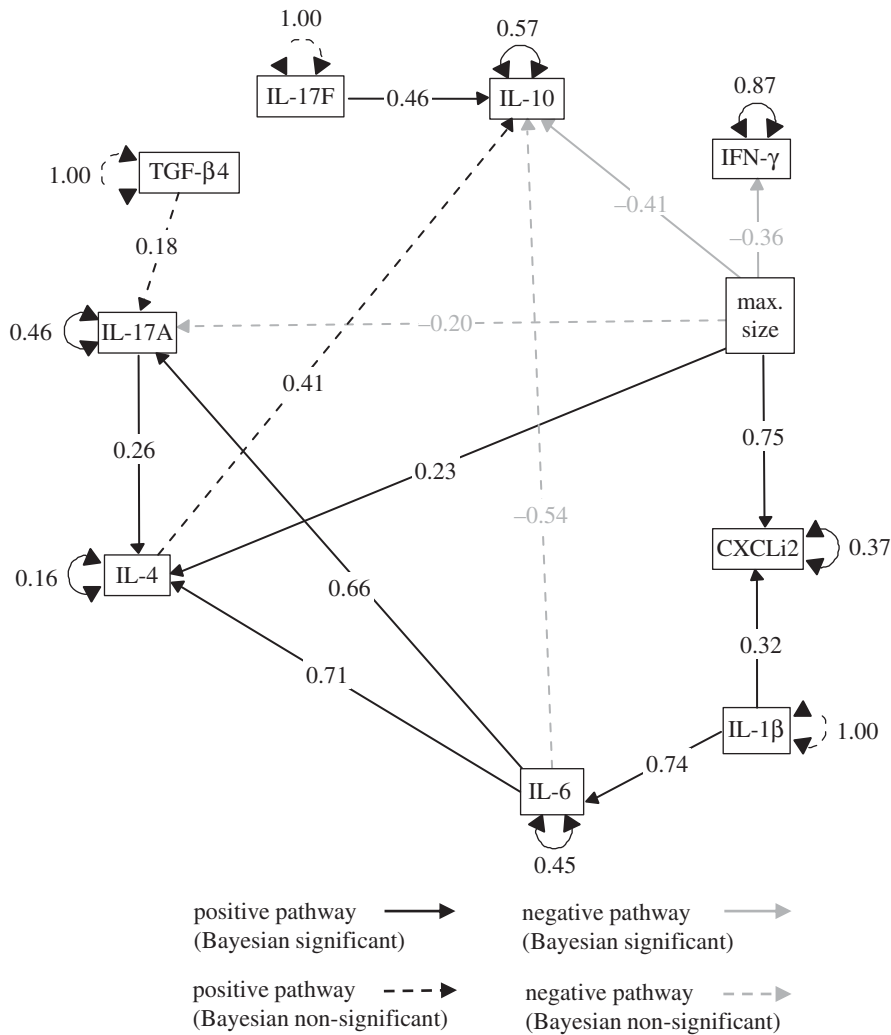 1.00
0.57
IL-17F
0.46
IL-10
0.87
IFN-γ
TGF-β4
1.00
–0.41
0.18
–0.36
max.
size
0.46
IL-17A
–0.20
0.41
0.26
0.75
0.23
–0.54
CXCLi2
0.37
0.16
IL-4
0.66
0.32
0.71
IL-1β
1.00
0.74
IL-6
0.45
positive pathway
(Bayesian significant)
negative pathway
(Bayesian significant)
positive pathway
(Bayesian non-significant)
negative pathway
(Bayesian non-significant)